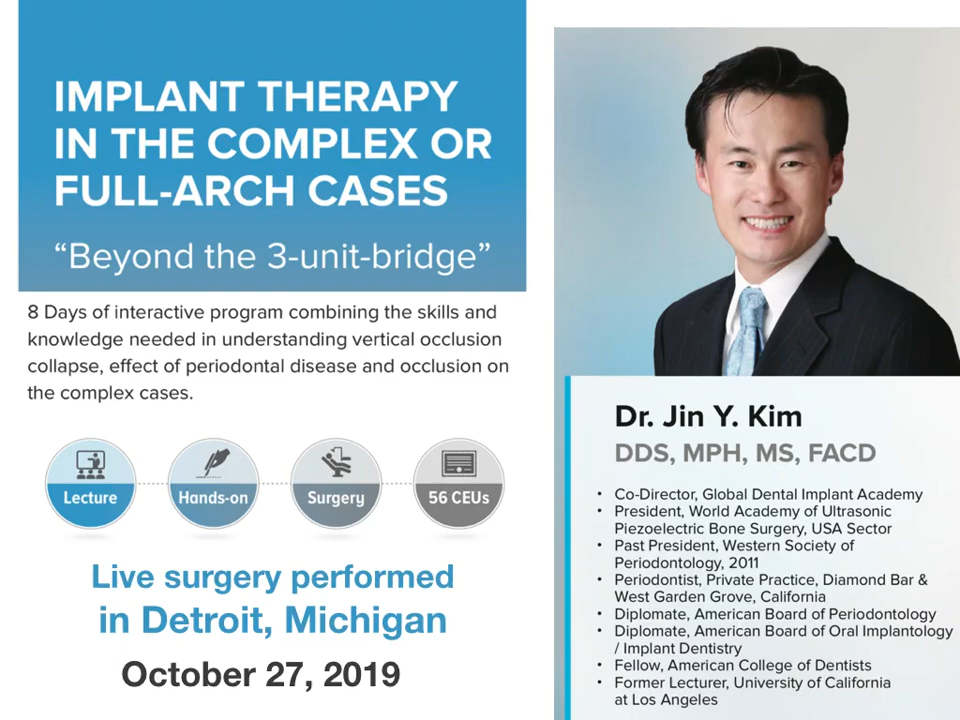 IMPLANT THERAPY
IN THE COMPLEX OR
FULL-ARCH CASES
“Beyond the 3-unit-bridge”
8 Days of interactive program combining the skills and
knowledge needed in understanding vertical occlusion
collapse, effect of periodontal disease and occlusion on
the complex cases.
Lecture
Hands-on
Surgery
56 CEUs
Live surgery performed
in Detroit, Michigan
October 27, 2019
Dr. Jin Y. Kim
DDS, MPH, MS, FACD
• Co-Director, Global Dental Implant Academy
• President, World Academy of Ultrasonic
Piezoelectric Bone Surgery, USA Sector
• Past President, Western Society of
Periodontology, 2011
• Periodontist, Private Practice, Diamond Bar &
West Garden Grove, California
• Diplomate, American Board of Periodontology
• Diplomate, American Board of Oral Implantology
/ Implant Dentistry
• Fellow, American College of Dentists
• Former Lecturer, University of California
at Los Angeles